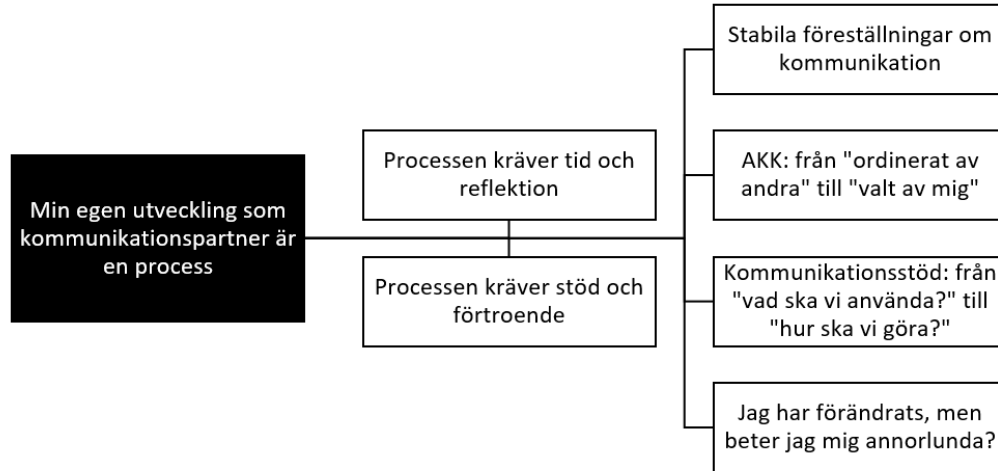 Min egen utveckling som
kommunikationspartner är
en process
Processen kräver tid och
reflektion
Processen kräver stöd och
förtroende
Stabila föreställningar om
kommunikation
AKK: från "ordinerat av
andra" till "valt av mig"
Kommunikationsstöd: från
"vad ska vi använda?" till
"hur ska vi göra?"
Jag har förändrats, men
beter jag mig annorlunda?